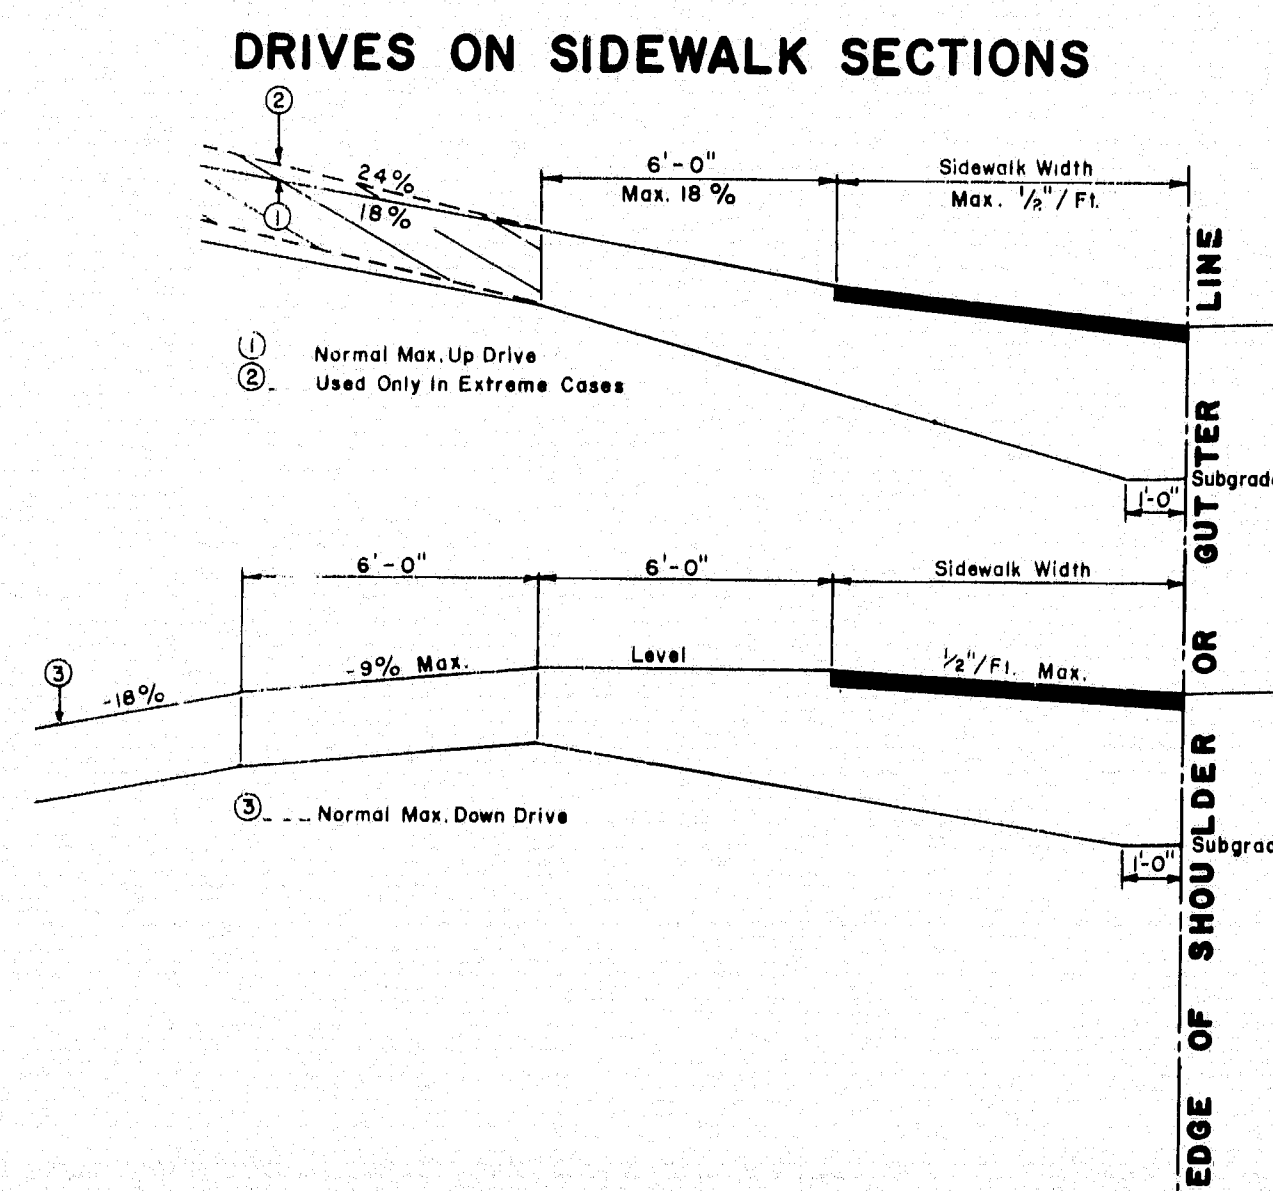 DRIVES ON SIDEWALK SECTIONS
②
6'-0"
Sidewalk Width
24%
Max. 18%
Max. ½"/Ft.
18%
①
① Normal Max. Up Drive
② Used Only In Extreme Cases
Subgrade
1'-0"
6'-0"
6'-0"
Sidewalk Width
③
-18%
-9% Max.
Level
½"/Ft. Max.
③ Normal Max. Down Drive
Subgrad
1'-0"
EDGE OF SHOULDER OR GUTTER LINE